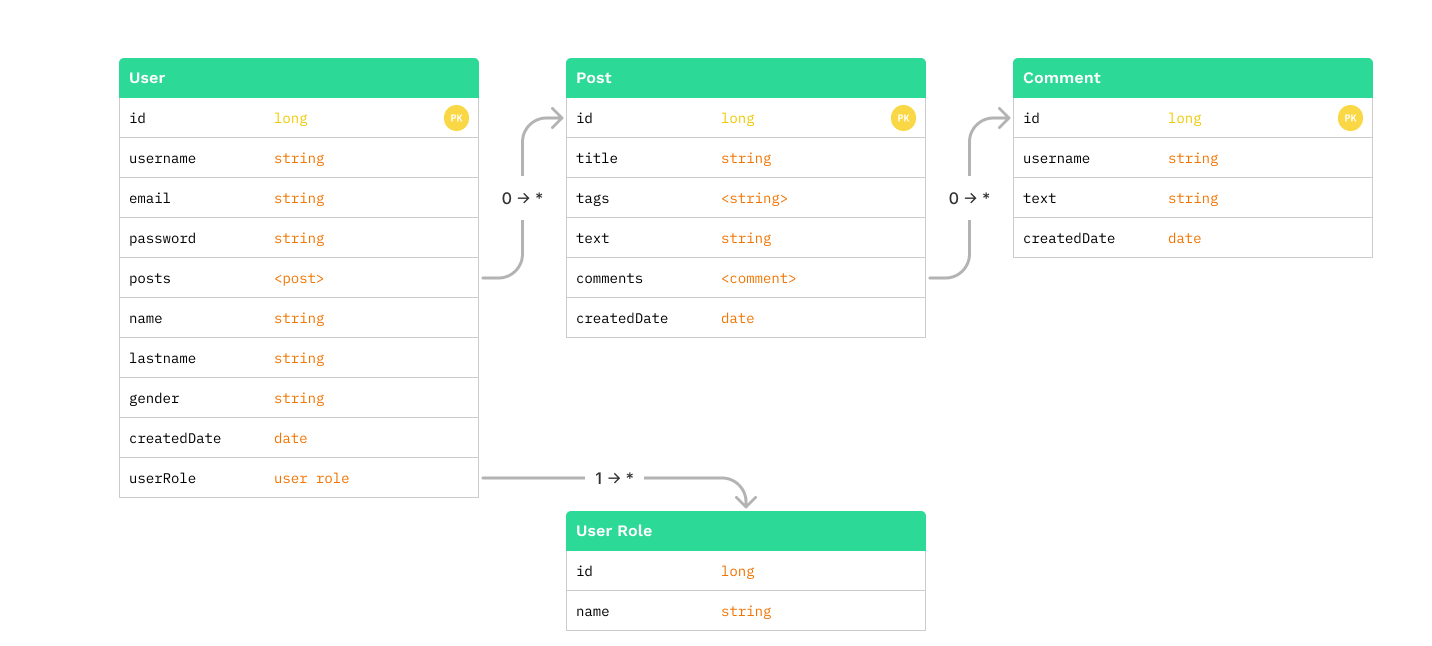 User
id long PK
username string
email string
password string
posts <post>
name string
lastname string
gender string
createdDate date
userRole user role
0 → *
Post
id long PK
title string
tags <string>
text string
comments <comment>
createdDate date
0 → *
Comment
id long PK
username string
text string
createdDate date
1 → *
User Role
id long
name string